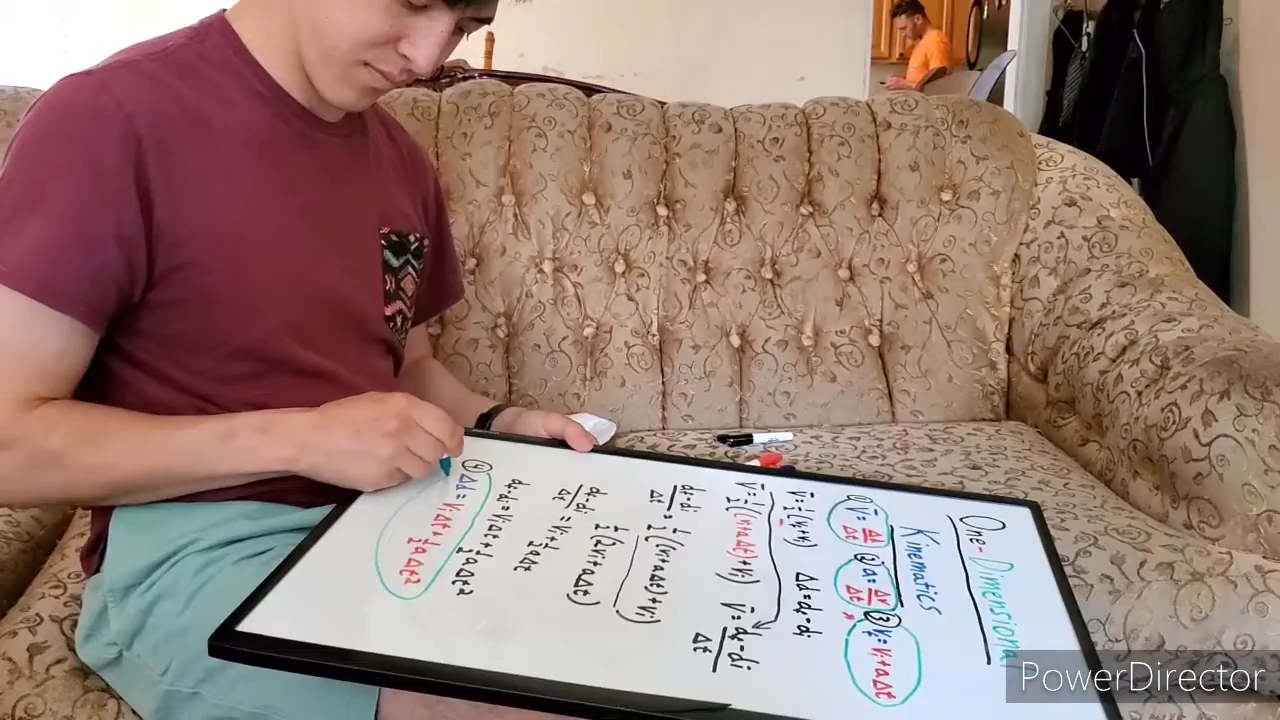 One-Dimensional
Kinematics
① V̄ = Δd/Δt ② a = Δv/Δt * ③ Vf = Vi + aΔt
V̄ = ½(Vi + Vf) Δd = df - di
V̄ = ½((Vi + aΔt) + Vi) V̄ = df - di/Δt
df - di/Δt = ½((Vi + aΔt) + Vi)
½(2Vi + aΔt)
df - di/Δt = Vi + ½aΔt
df - di = ViΔt + ½aΔt²
④ Δd = ViΔt + ½aΔt²
PowerDirector